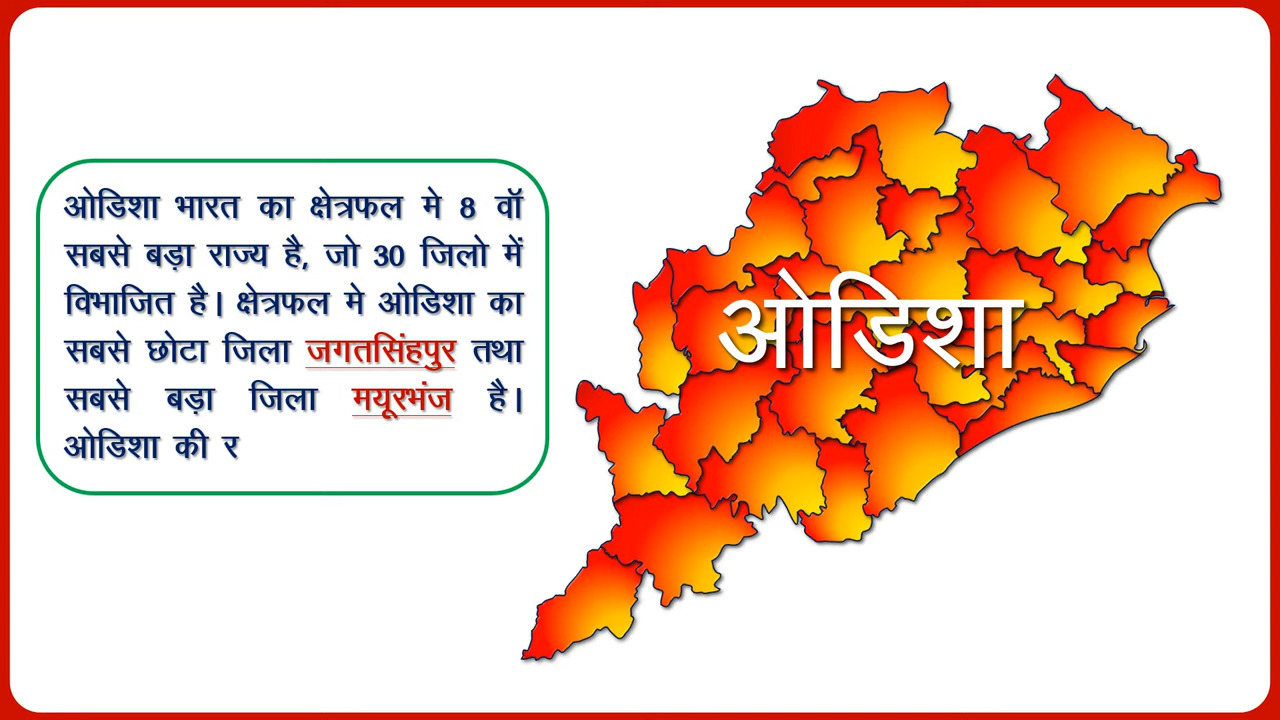 ओडिशा भारत का क्षेत्रफल मे 8 वॉ
सबसे बड़ा राज्य है, जो 30 जिलो में
विभाजित है। क्षेत्रफल मे ओडिशा का
सबसे छोटा जिला जगतसिंहपुर तथा
सबसे बड़ा जिला मयूरभंज है।
ओडिशा की र
ओडिशा